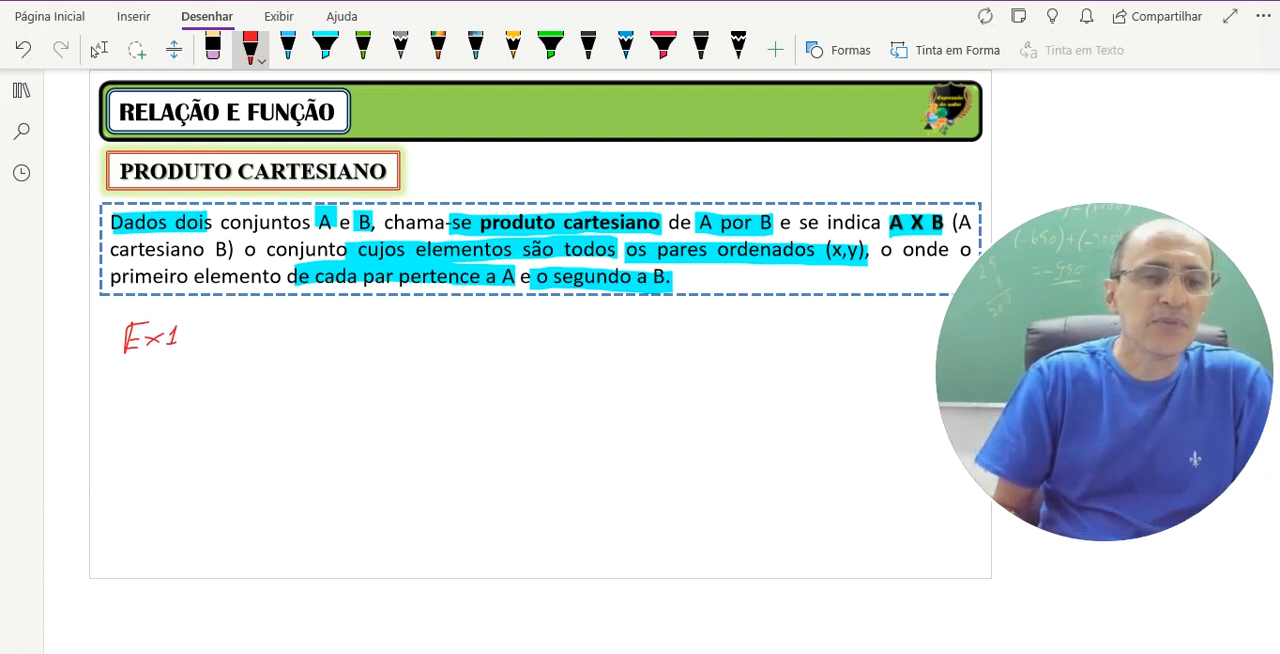 Página Inicial Inserir Desenhar Exibir Ajuda Compartilhar
Formas Tinta em Forma Tinta em Texto
RELAÇÃO E FUNÇÃO
PRODUTO CARTESIANO
Dados dois conjuntos A e B, chama-se produto cartesiano de A por B e se indica A X B (A
cartesiano B) o conjunto cujos elementos são todos os pares ordenados (x,y), o onde o
primeiro elemento de cada par pertence a A e o segundo a B.
Ex1